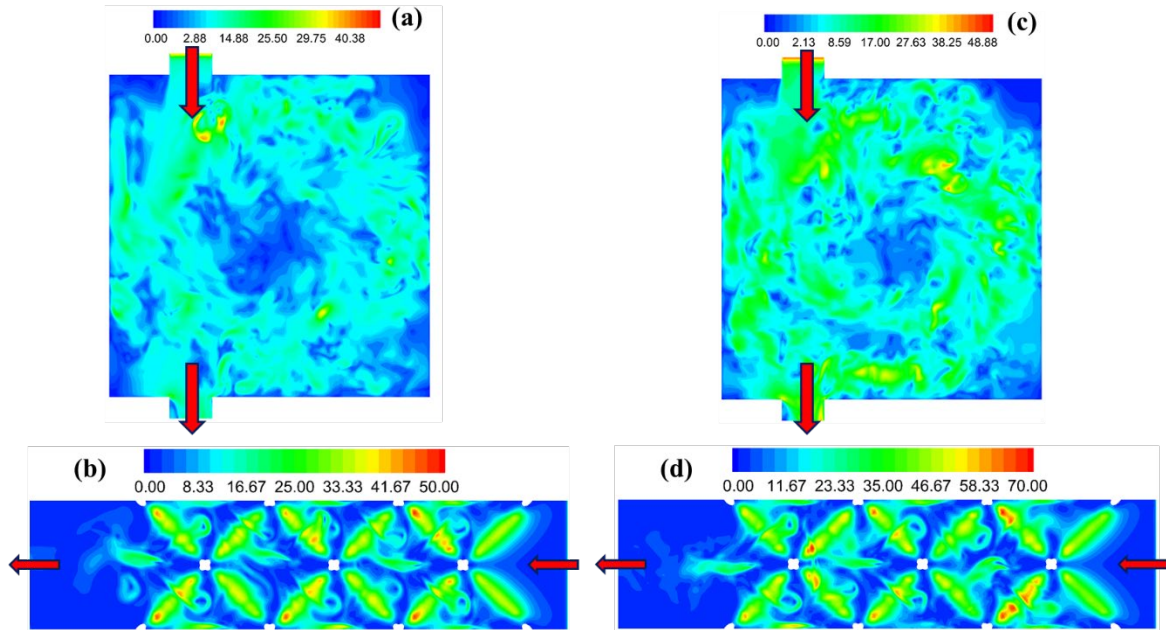 (a)
0.00 2.88 14.88 25.50 29.75 40.38
(c)
0.00 2.13 8.59 17.00 27.63 38.25 48.88
(b)
0.00 8.33 16.67 25.00 33.33 41.67 50.00
(d)
0.00 11.67 23.33 35.00 46.67 58.33 70.00